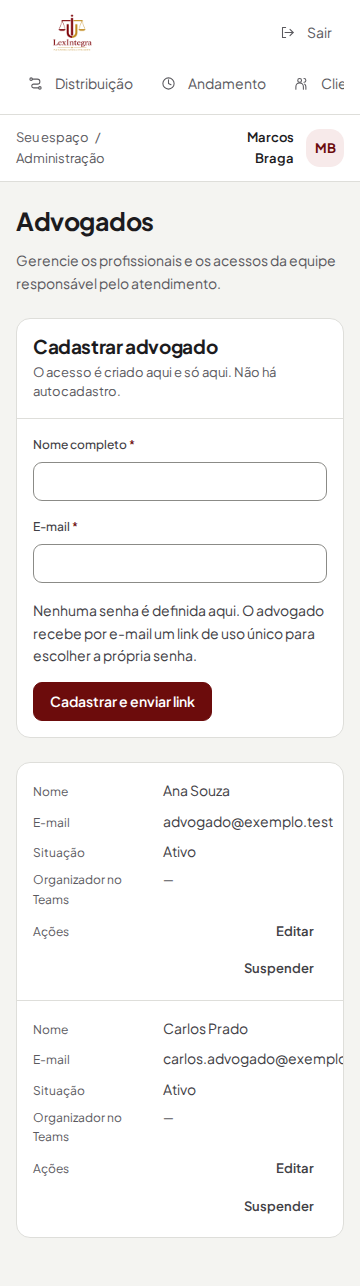 LexIntegra
Sair
Distribuição
Andamento
Clie
Seu espaço /
Administração
Marcos
Braga
MB
Advogados
Gerencie os profissionais e os acessos da equipe
responsável pelo atendimento.
Cadastrar advogado
O acesso é criado aqui e só aqui. Não há
autocadastro.
Nome completo *
E-mail *
Nenhuma senha é definida aqui. O advogado
recebe por e-mail um link de uso único para
escolher a própria senha.
Cadastrar e enviar link
Nome Ana Souza
E-mail advogado@exemplo.test
Situação Ativo
Organizador no —
Teams
Ações Editar
Suspender
Nome Carlos Prado
E-mail carlos.advogado@exemplo
Situação Ativo
Organizador no —
Teams
Ações Editar
Suspender